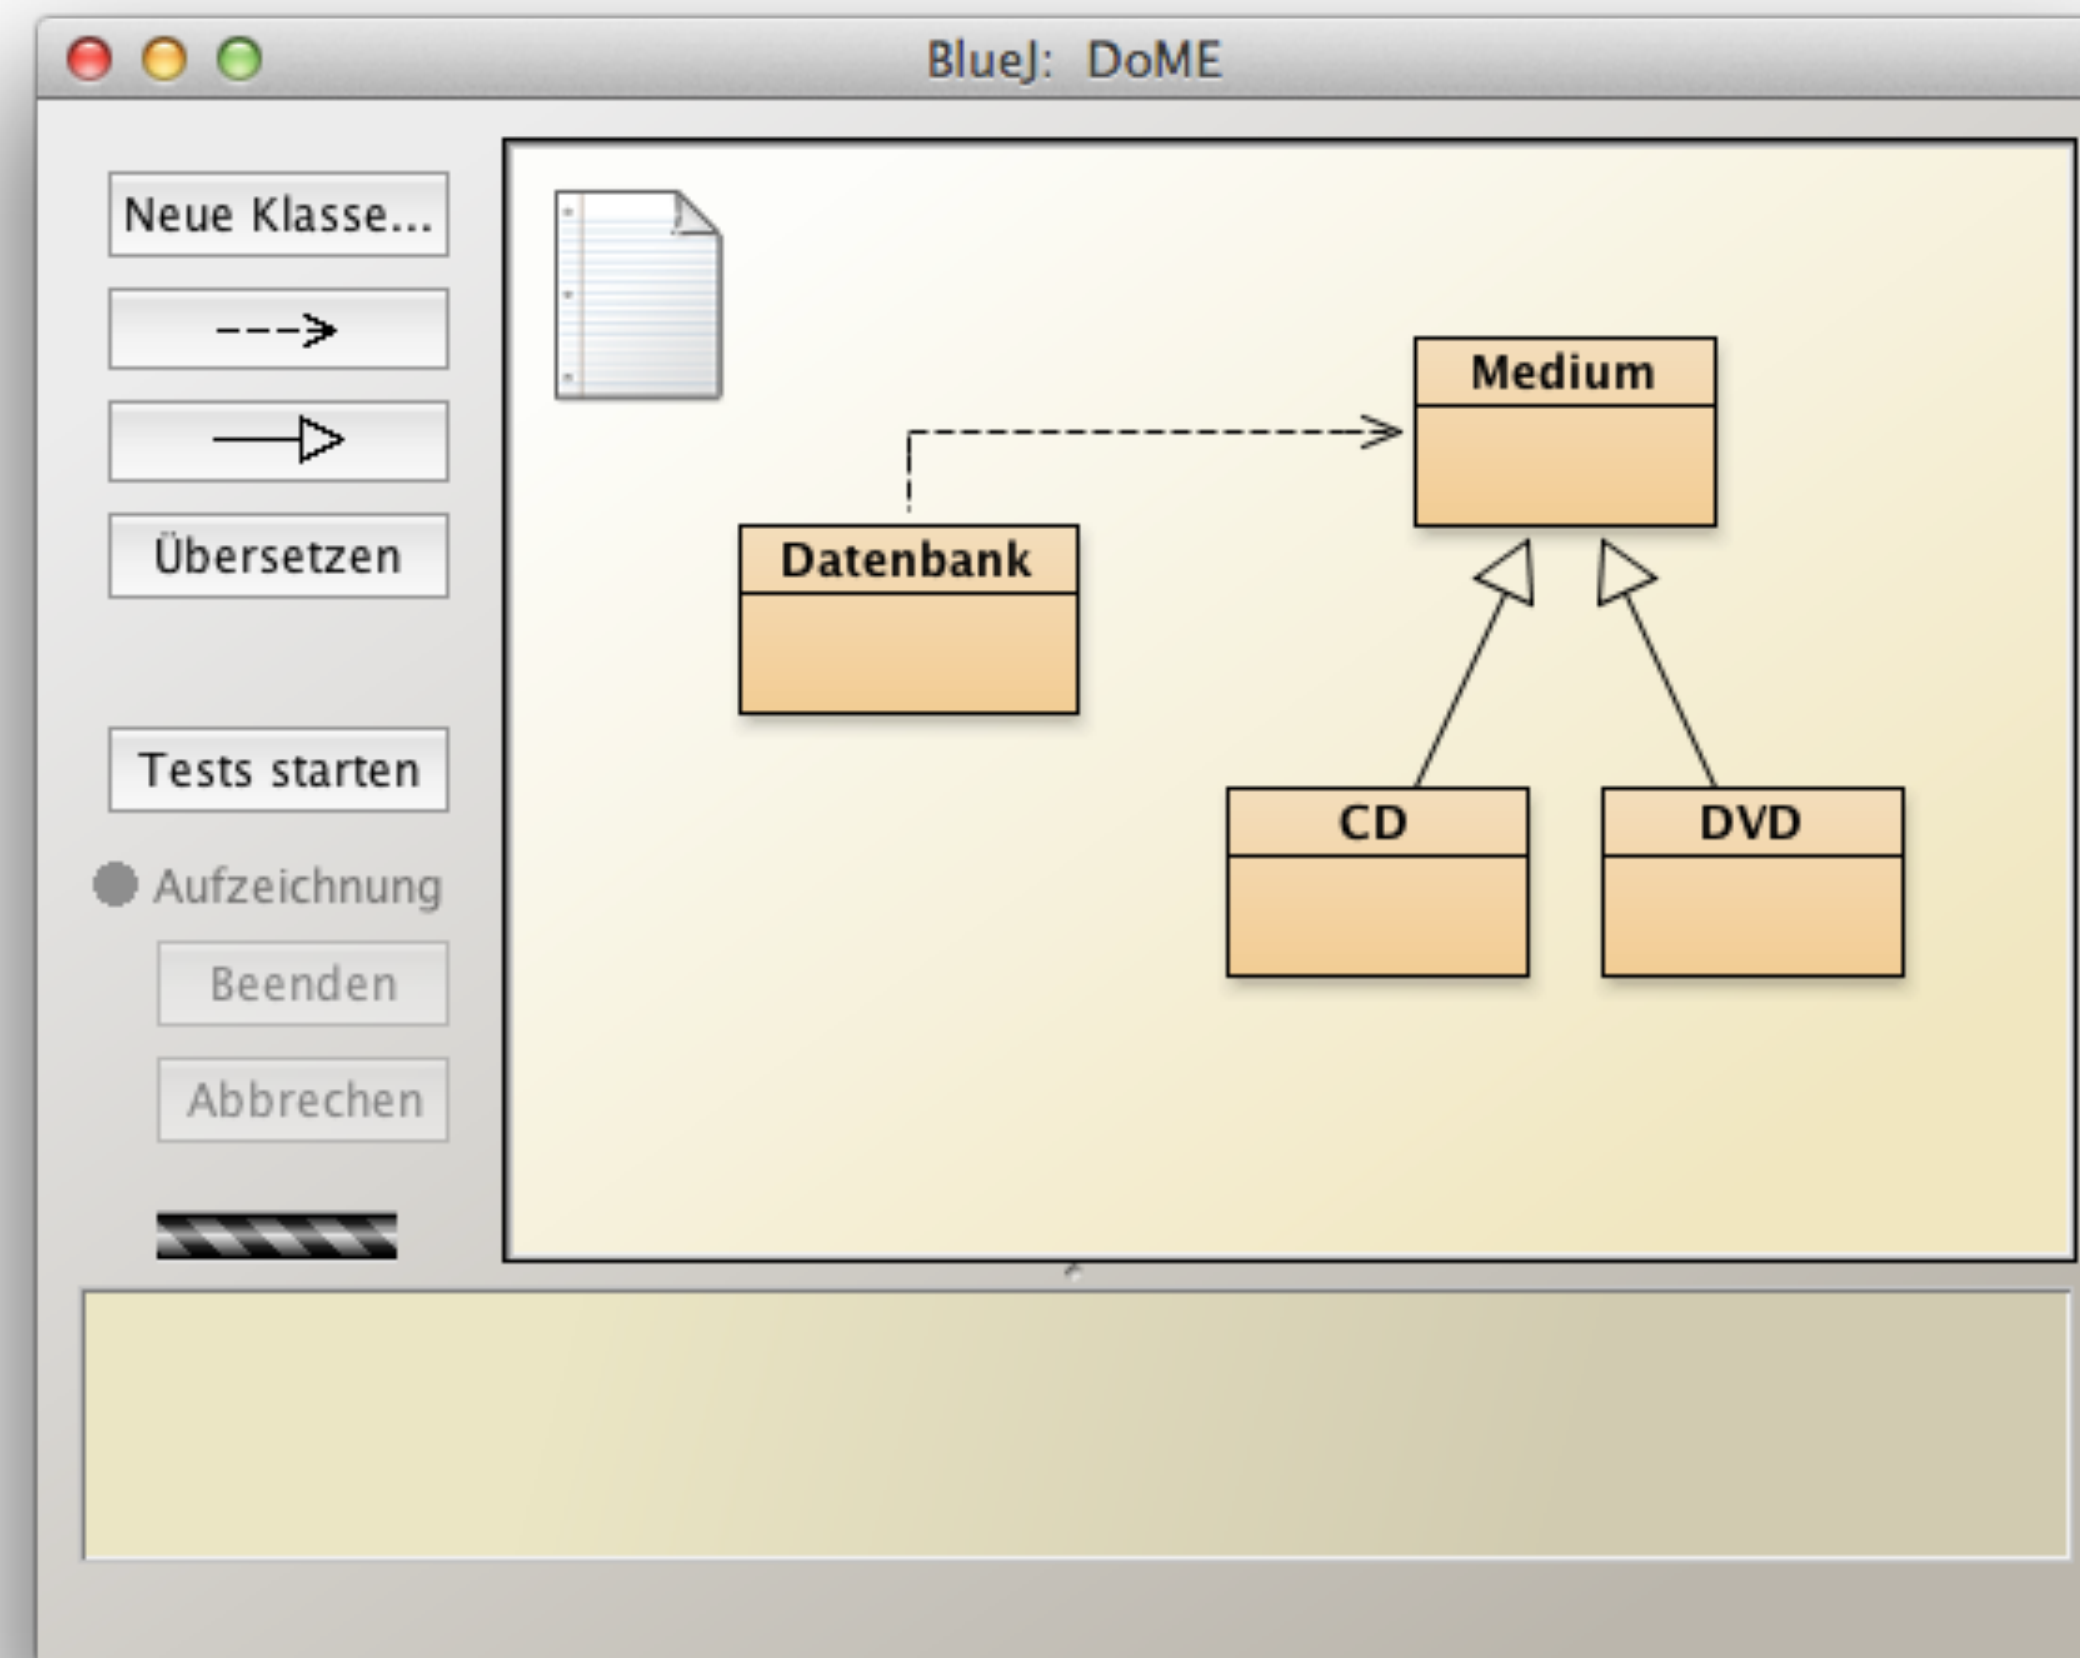 BlueJ: DoME
Neue Klasse...
Übersetzen
Tests starten
Aufzeichnung
Beenden
Abbrechen
Medium
Datenbank
CD
DVD